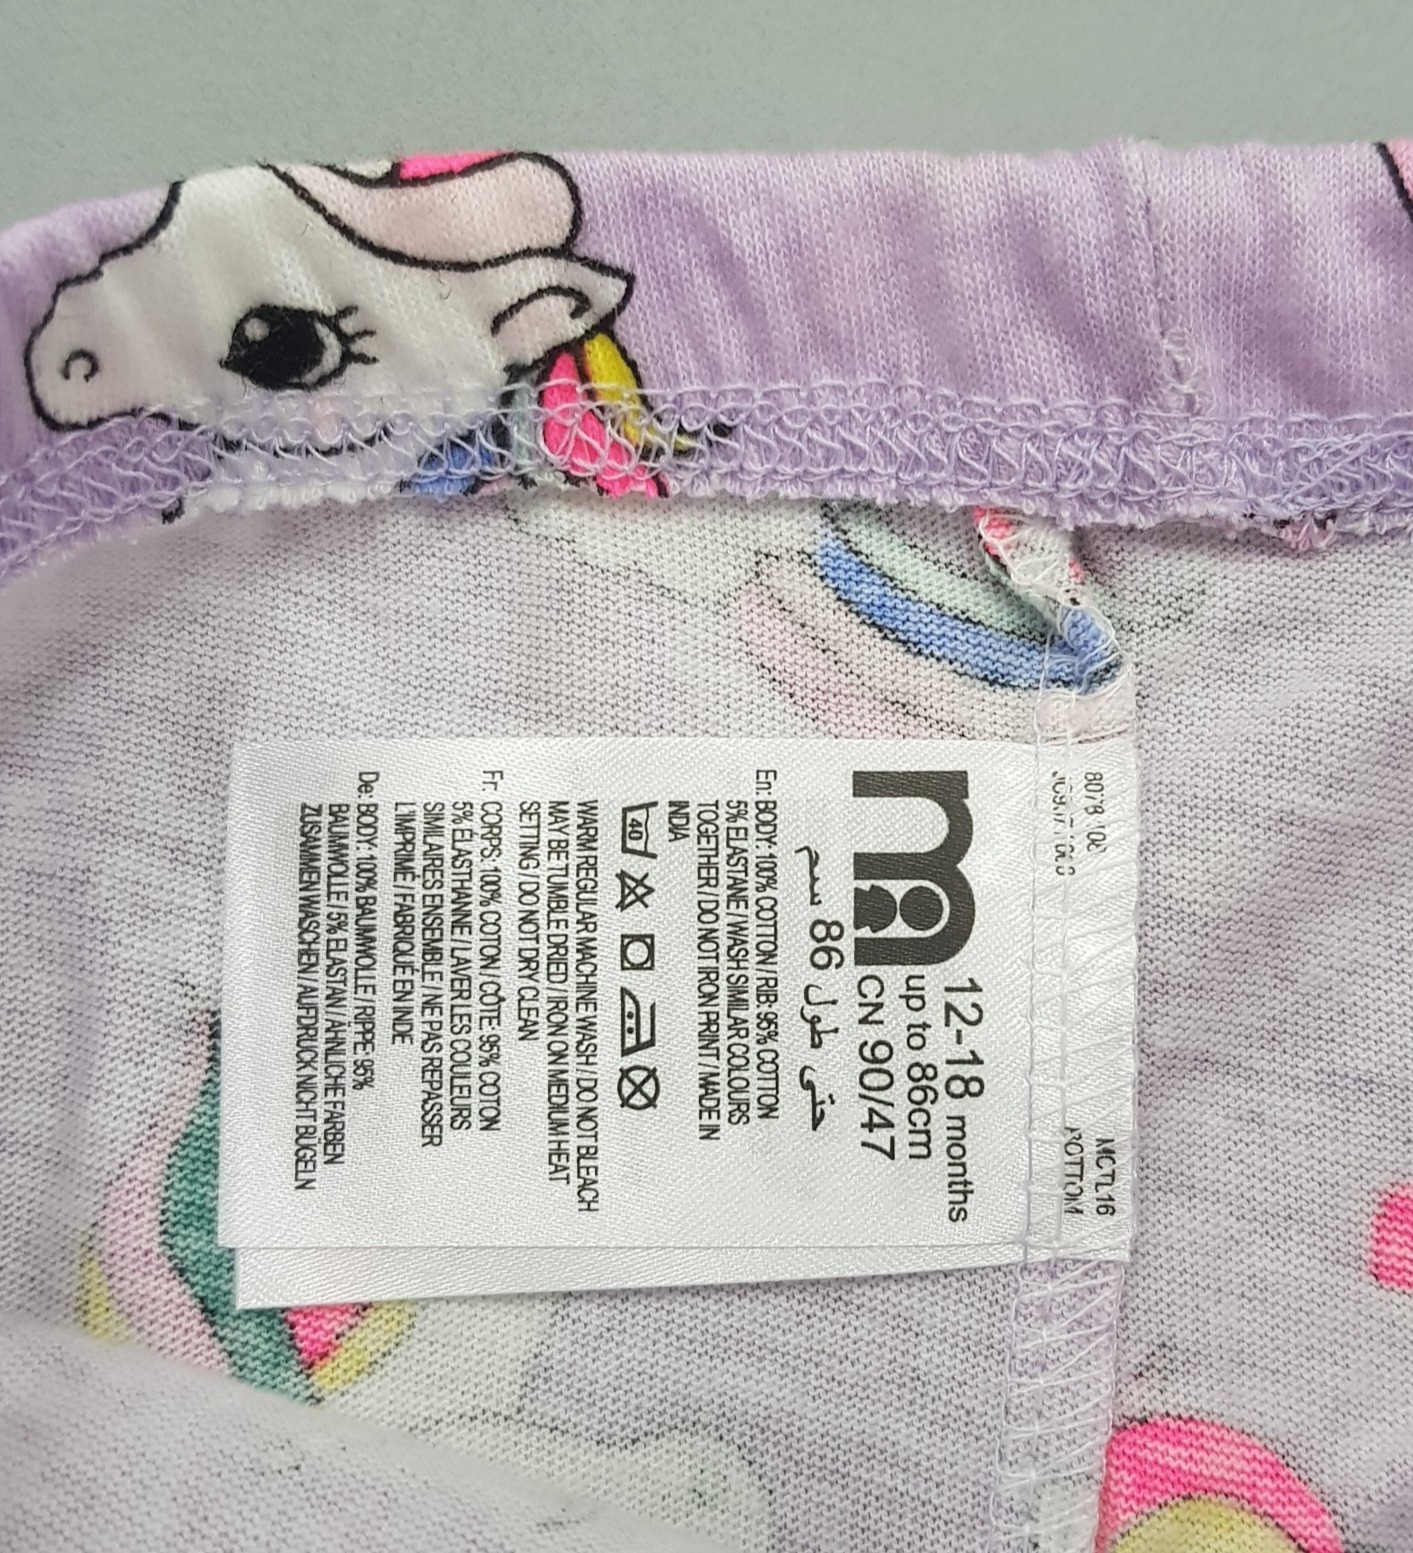 MCTL16
BOTTOM
12-18 months
up to 86cm
CN 90/47
حتى طول 86 سم
En: BODY: 100% COTTON / RIB: 95% COTTON
5% ELASTANE / WASH SIMILAR COLOURS
TOGETHER / DO NOT IRON PRINT / MADE IN
INDIA
40
WARM REGULAR MACHINE WASH / DO NOT BLEACH
MAY BE TUMBLE DRIED / IRON ON MEDIUM HEAT
SETTING / DO NOT DRY CLEAN
Fr: CORPS: 100% COTON / CÔTE: 95% COTON
5% ÉLASTHANNE / LAVER LES COULEURS
SIMILAIRES ENSEMBLE / NE PAS REPASSER
L'IMPRIMÉ / FABRIQUÉ EN INDE
De: BODY: 100% BAUMWOLLE / RIPPE: 95%
BAUMWOLLE / 5% ELASTAN / ÄHNLICHE FARBEN
ZUSAMMEN WASCHEN / AUFDRUCK NICHT BÜGELN